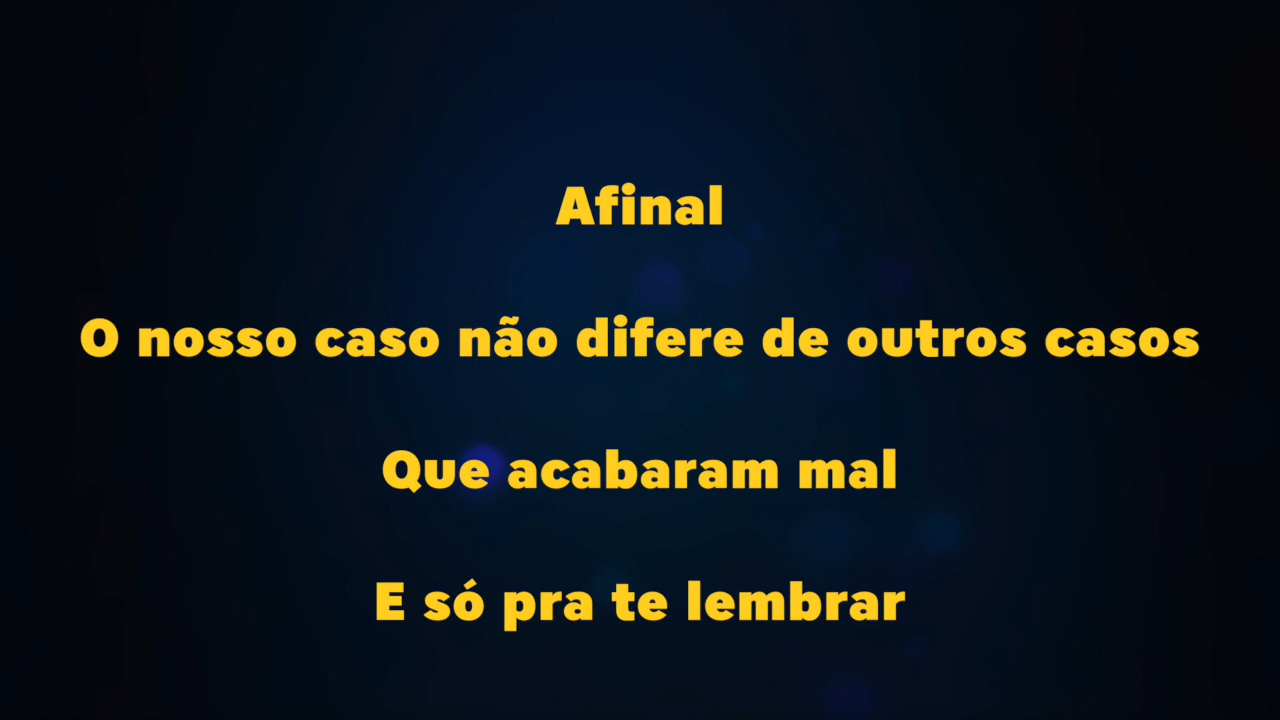 Afinal
O nosso caso não difere de outros casos
Que acabaram mal
E só pra te lembrar